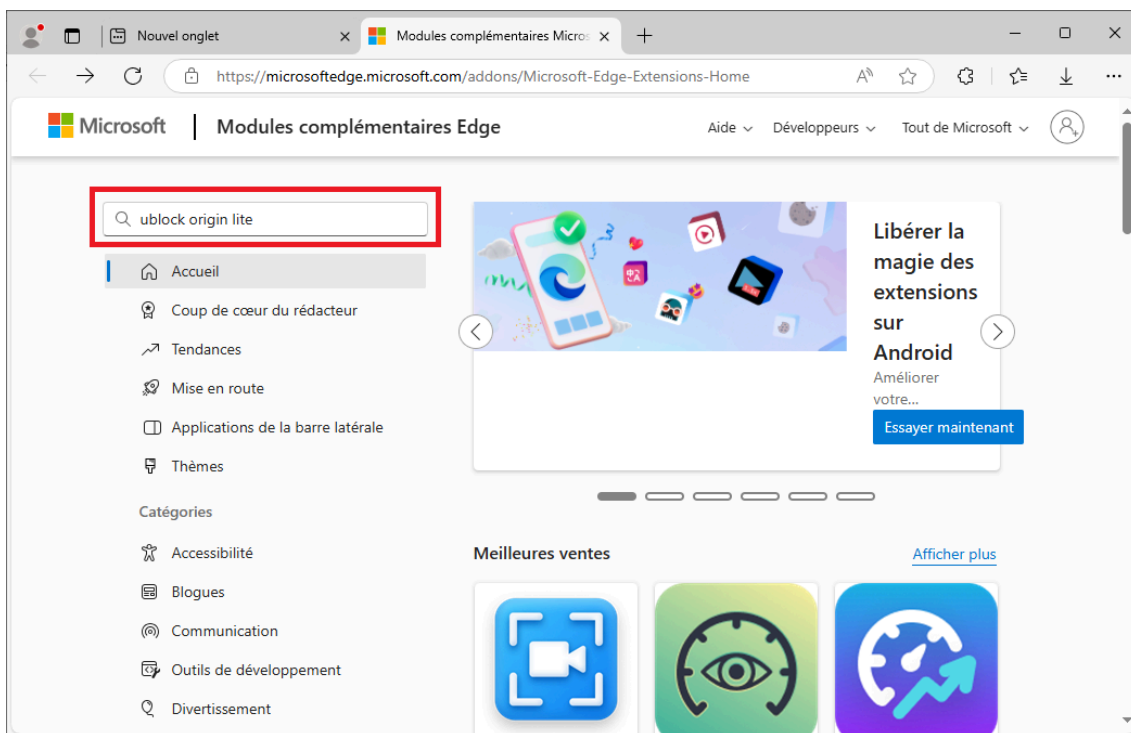 Nouvel onglet
Modules complémentaires Micros
https://microsoftedge.microsoft.com/addons/Microsoft-Edge-Extensions-Home
Microsoft
Modules complémentaires Edge
Aide
Développeurs
Tout de Microsoft
ublock origin lite
Accueil
Coup de cœur du rédacteur
Tendances
Mise en route
Applications de la barre latérale
Thèmes
Catégories
Accessibilité
Blogues
Communication
Outils de développement
Divertissement
Libérer la
magie des
extensions
sur
Android
Améliorer
votre...
Essayer maintenant
Meilleures ventes
Afficher plus